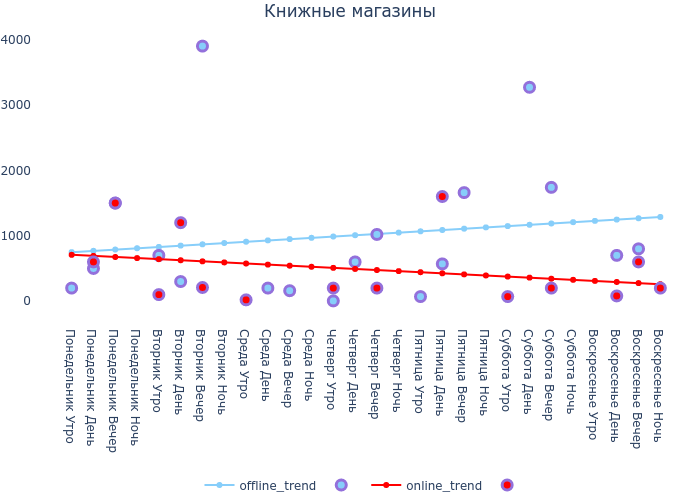 Книжные магазины
4000
3000
2000
1000
0
Понедельник Утро
Понедельник День
Понедельник Вечер
Понедельник Ночь
Вторник Утро
Вторник День
Вторник Вечер
Вторник Ночь
Среда Утро
Среда День
Среда Вечер
Среда Ночь
Четверг Утро
Четверг День
Четверг Вечер
Четверг Ночь
Пятница Утро
Пятница День
Пятница Вечер
Пятница Ночь
Суббота Утро
Суббота День
Суббота Вечер
Суббота Ночь
Воскресенье Утро
Воскресенье День
Воскресенье Вечер
Воскресенье Ночь
offline_trend online_trend